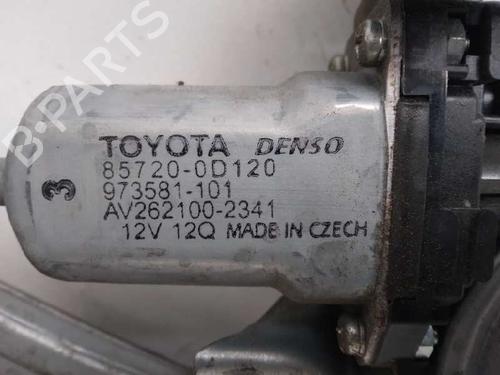 B-PARTS
TOYOTA DENSO
85720-0D120
973581-101
AV262100-2341
12V 12Q MADE IN CZECH
3